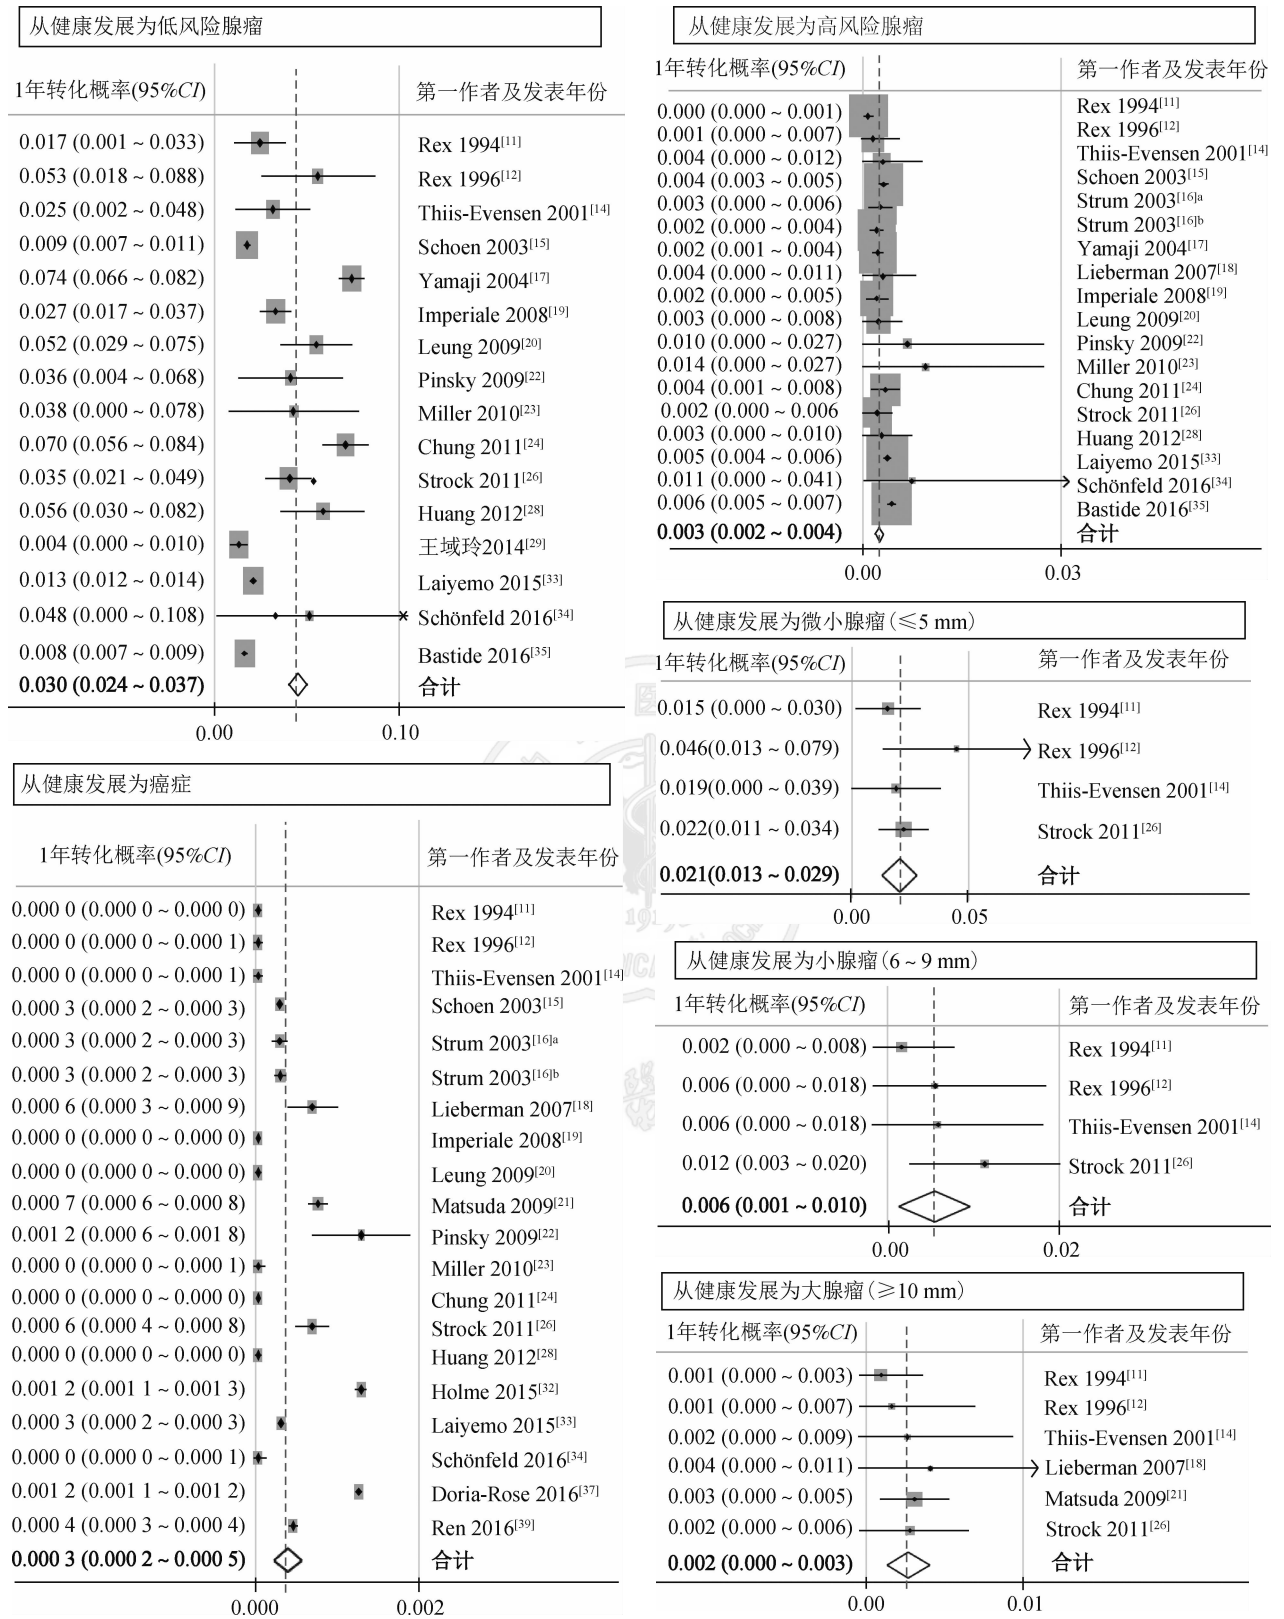 从健康发展为低风险腺瘤
1年转化概率(95%CI) 第一作者及发表年份
0.017 (0.001 ~ 0.033) Rex 1994[11]
0.053 (0.018 ~ 0.088) Rex 1996[12]
0.025 (0.002 ~ 0.048) Thiis-Evensen 2001[14]
0.009 (0.007 ~ 0.011) Schoen 2003[15]
0.074 (0.066 ~ 0.082) Yamaji 2004[17]
0.027 (0.017 ~ 0.037) Imperiale 2008[19]
0.052 (0.029 ~ 0.075) Leung 2009[20]
0.036 (0.004 ~ 0.068) Pinsky 2009[22]
0.038 (0.000 ~ 0.078) Miller 2010[23]
0.070 (0.056 ~ 0.084) Chung 2011[24]
0.035 (0.021 ~ 0.049) Strock 2011[26]
0.056 (0.030 ~ 0.082) Huang 2012[28]
0.004 (0.000 ~ 0.010) 王域玲2014[29]
0.013 (0.012 ~ 0.014) Laiyemo 2015[33]
0.048 (0.000 ~ 0.108) Schönfeld 2016[34]
0.008 (0.007 ~ 0.009) Bastide 2016[35]
0.030 (0.024 ~ 0.037) 合计
0.00 0.10
从健康发展为癌症
1年转化概率(95%CI) 第一作者及发表年份
0.000 0 (0.000 0 ~ 0.000 0) Rex 1994[11]
0.000 0 (0.000 0 ~ 0.000 1) Rex 1996[12]
0.000 0 (0.000 0 ~ 0.000 1) Thiis-Evensen 2001[14]
0.000 3 (0.000 2 ~ 0.000 3) Schoen 2003[15]
0.000 3 (0.000 2 ~ 0.000 3) Strum 2003[16]a
0.000 3 (0.000 2 ~ 0.000 3) Strum 2003[16]b
0.000 6 (0.000 3 ~ 0.000 9) Lieberman 2007[18]
0.000 0 (0.000 0 ~ 0.000 0) Imperiale 2008[19]
0.000 0 (0.000 0 ~ 0.000 0) Leung 2009[20]
0.000 7 (0.000 6 ~ 0.000 8) Matsuda 2009[21]
0.001 2 (0.000 6 ~ 0.001 8) Pinsky 2009[22]
0.000 0 (0.000 0 ~ 0.000 1) Miller 2010[23]
0.000 0 (0.000 0 ~ 0.000 0) Chung 2011[24]
0.000 6 (0.000 4 ~ 0.000 8) Strock 2011[26]
0.000 0 (0.000 0 ~ 0.000 0) Huang 2012[28]
0.001 2 (0.001 1 ~ 0.001 3) Holme 2015[32]
0.000 3 (0.000 2 ~ 0.000 3) Laiyemo 2015[33]
0.000 0 (0.000 0 ~ 0.000 1) Schönfeld 2016[34]
0.001 2 (0.001 1 ~ 0.001 2) Doria-Rose 2016[37]
0.000 4 (0.000 3 ~ 0.000 4) Ren 2016[39]
0.000 3 (0.000 2 ~ 0.000 5) 合计
0.000 0.002
从健康发展为高风险腺瘤
1年转化概率(95%CI) 第一作者及发表年份
0.000 (0.000 ~ 0.001) Rex 1994[11]
0.001 (0.000 ~ 0.007) Rex 1996[12]
0.004 (0.000 ~ 0.012) Thiis-Evensen 2001[14]
0.004 (0.003 ~ 0.005) Schoen 2003[15]
0.003 (0.000 ~ 0.006) Strum 2003[16]a
0.002 (0.000 ~ 0.004) Strum 2003[16]b
0.002 (0.001 ~ 0.004) Yamaji 2004[17]
0.004 (0.000 ~ 0.011) Lieberman 2007[18]
0.002 (0.000 ~ 0.005) Imperiale 2008[19]
0.003 (0.000 ~ 0.008) Leung 2009[20]
0.010 (0.000 ~ 0.027) Pinsky 2009[22]
0.014 (0.000 ~ 0.027) Miller 2010[23]
0.004 (0.001 ~ 0.008) Chung 2011[24]
0.002 (0.000 ~ 0.006 Strock 2011[26]
0.003 (0.000 ~ 0.010) Huang 2012[28]
0.005 (0.004 ~ 0.006) Laiyemo 2015[33]
0.011 (0.000 ~ 0.041) Schönfeld 2016[34]
0.006 (0.005 ~ 0.007) Bastide 2016[35]
0.003 (0.002 ~ 0.004) 合计
0.00 0.03
从健康发展为微小腺瘤(≤5 mm)
1年转化概率(95%CI) 第一作者及发表年份
0.015 (0.000 ~ 0.030) Rex 1994[11]
0.046(0.013 ~ 0.079) Rex 1996[12]
0.019(0.000 ~ 0.039) Thiis-Evensen 2001[14]
0.022(0.011 ~ 0.034) Strock 2011[26]
0.021(0.013 ~ 0.029) 合计
0.00 0.05
从健康发展为小腺瘤(6 ~ 9 mm)
1年转化概率(95%CI) 第一作者及发表年份
0.002 (0.000 ~ 0.008) Rex 1994[11]
0.006 (0.000 ~ 0.018) Rex 1996[12]
0.006 (0.000 ~ 0.018) Thiis-Evensen 2001[14]
0.012 (0.003 ~ 0.020) Strock 2011[26]
0.006 (0.001 ~ 0.010) 合计
0.00 0.02
从健康发展为大腺瘤(≥10 mm)
1年转化概率(95%CI) 第一作者及发表年份
0.001 (0.000 ~ 0.003) Rex 1994[11]
0.001 (0.000 ~ 0.007) Rex 1996[12]
0.002 (0.000 ~ 0.009) Thiis-Evensen 2001[14]
0.004 (0.000 ~ 0.011) Lieberman 2007[18]
0.003 (0.000 ~ 0.005) Matsuda 2009[21]
0.002 (0.000 ~ 0.006) Strock 2011[26]
0.002 (0.000 ~ 0.003) 合计
0.00 0.01